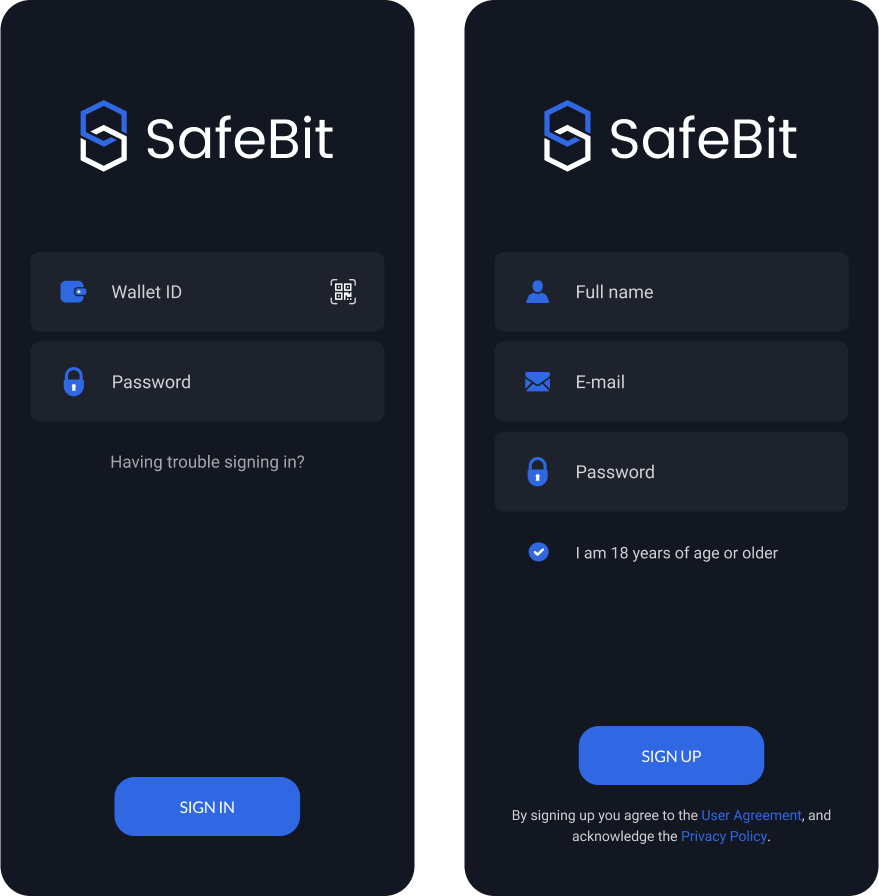 SafeBit
Wallet ID
Password
Having trouble signing in?
SIGN IN
SafeBit
Full name
E-mail
Password
I am 18 years of age or older
SIGN UP
By signing up you agree to the User Agreement, and
acknowledge the Privacy Policy.